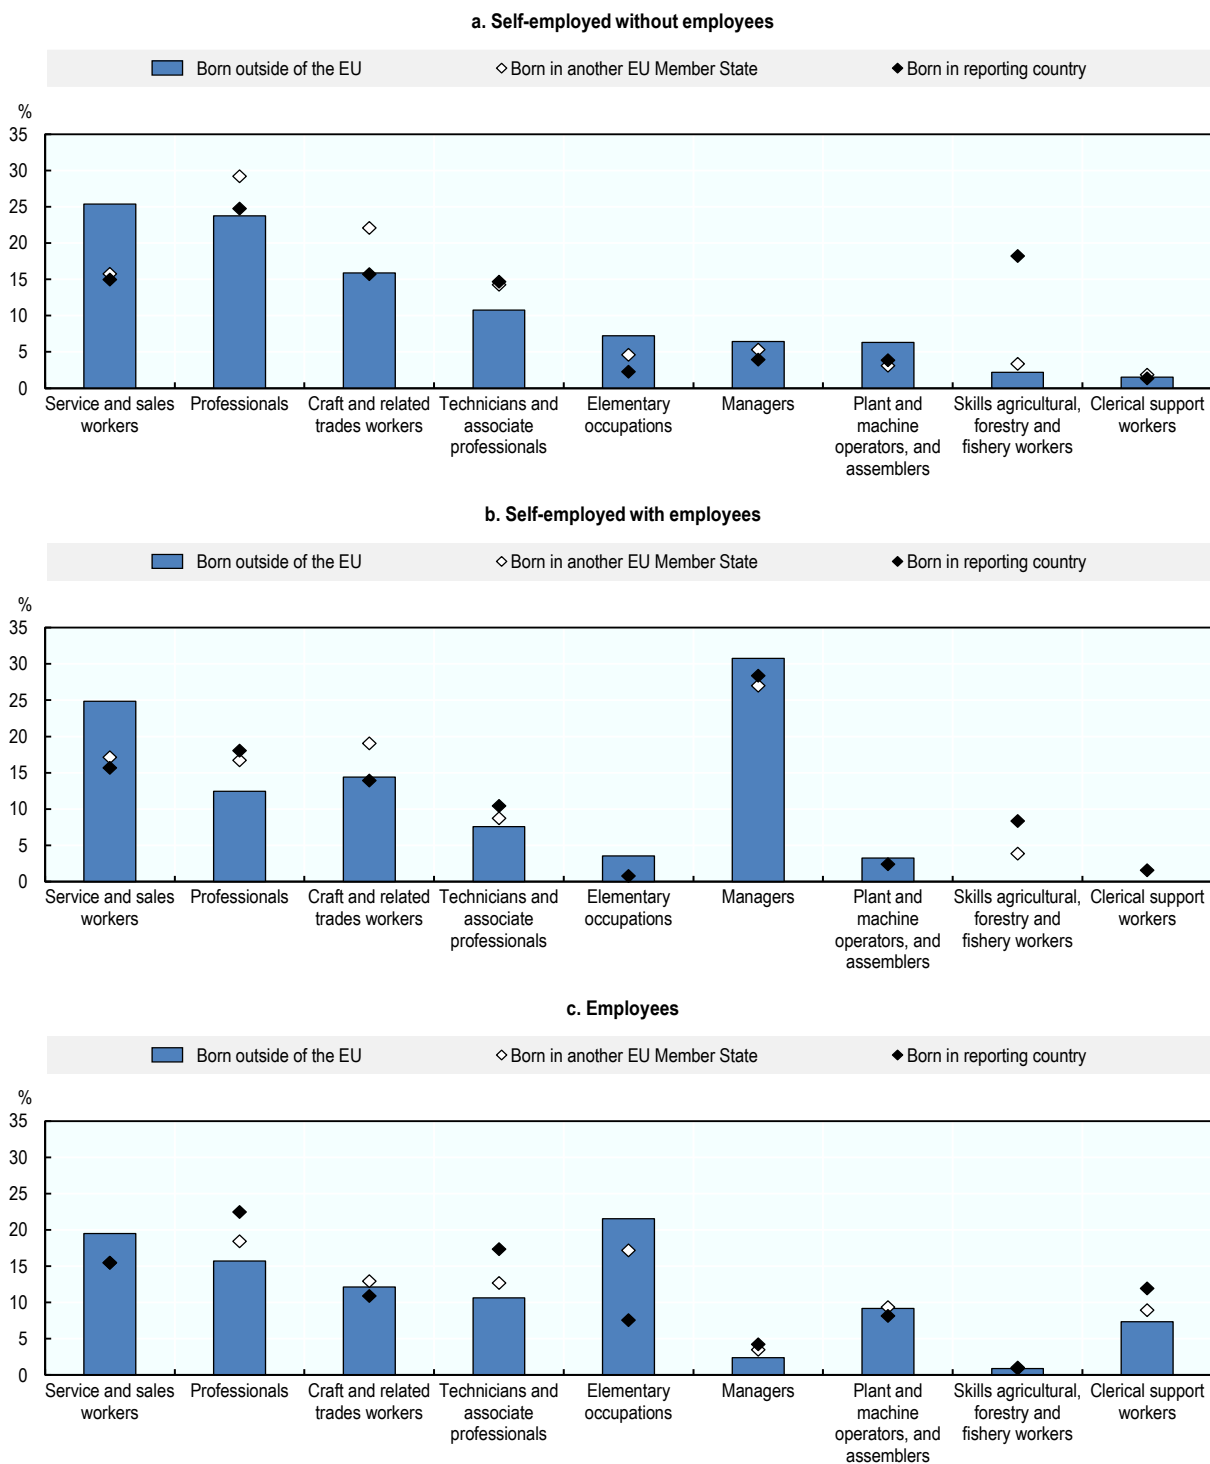 a. Self-employed without employees
Born outside of the EU
Born in another EU Member State
Born in reporting country
%
35
30
25
20
15
10
5
0
Service and sales
workers
Professionals
Craft and related
trades workers
Technicians and
associate
professionals
Elementary
occupations
Managers
Plant and
machine
operators, and
assemblers
Skills agricultural,
forestry and
fishery workers
Clerical support
workers
b. Self-employed with employees
Born outside of the EU
Born in another EU Member State
Born in reporting country
%
35
30
25
20
15
10
5
0
Service and sales
workers
Professionals
Craft and related
trades workers
Technicians and
associate
professionals
Elementary
occupations
Managers
Plant and
machine
operators, and
assemblers
Skills agricultural,
forestry and
fishery workers
Clerical support
workers
c. Employees
Born outside of the EU
Born in another EU Member State
Born in reporting country
%
35
30
25
20
15
10
5
0
Service and sales
workers
Professionals
Craft and related
trades workers
Technicians and
associate
professionals
Elementary
occupations
Managers
Plant and
machine
operators, and
assemblers
Skills agricultural,
forestry and
fishery workers
Clerical support
workers